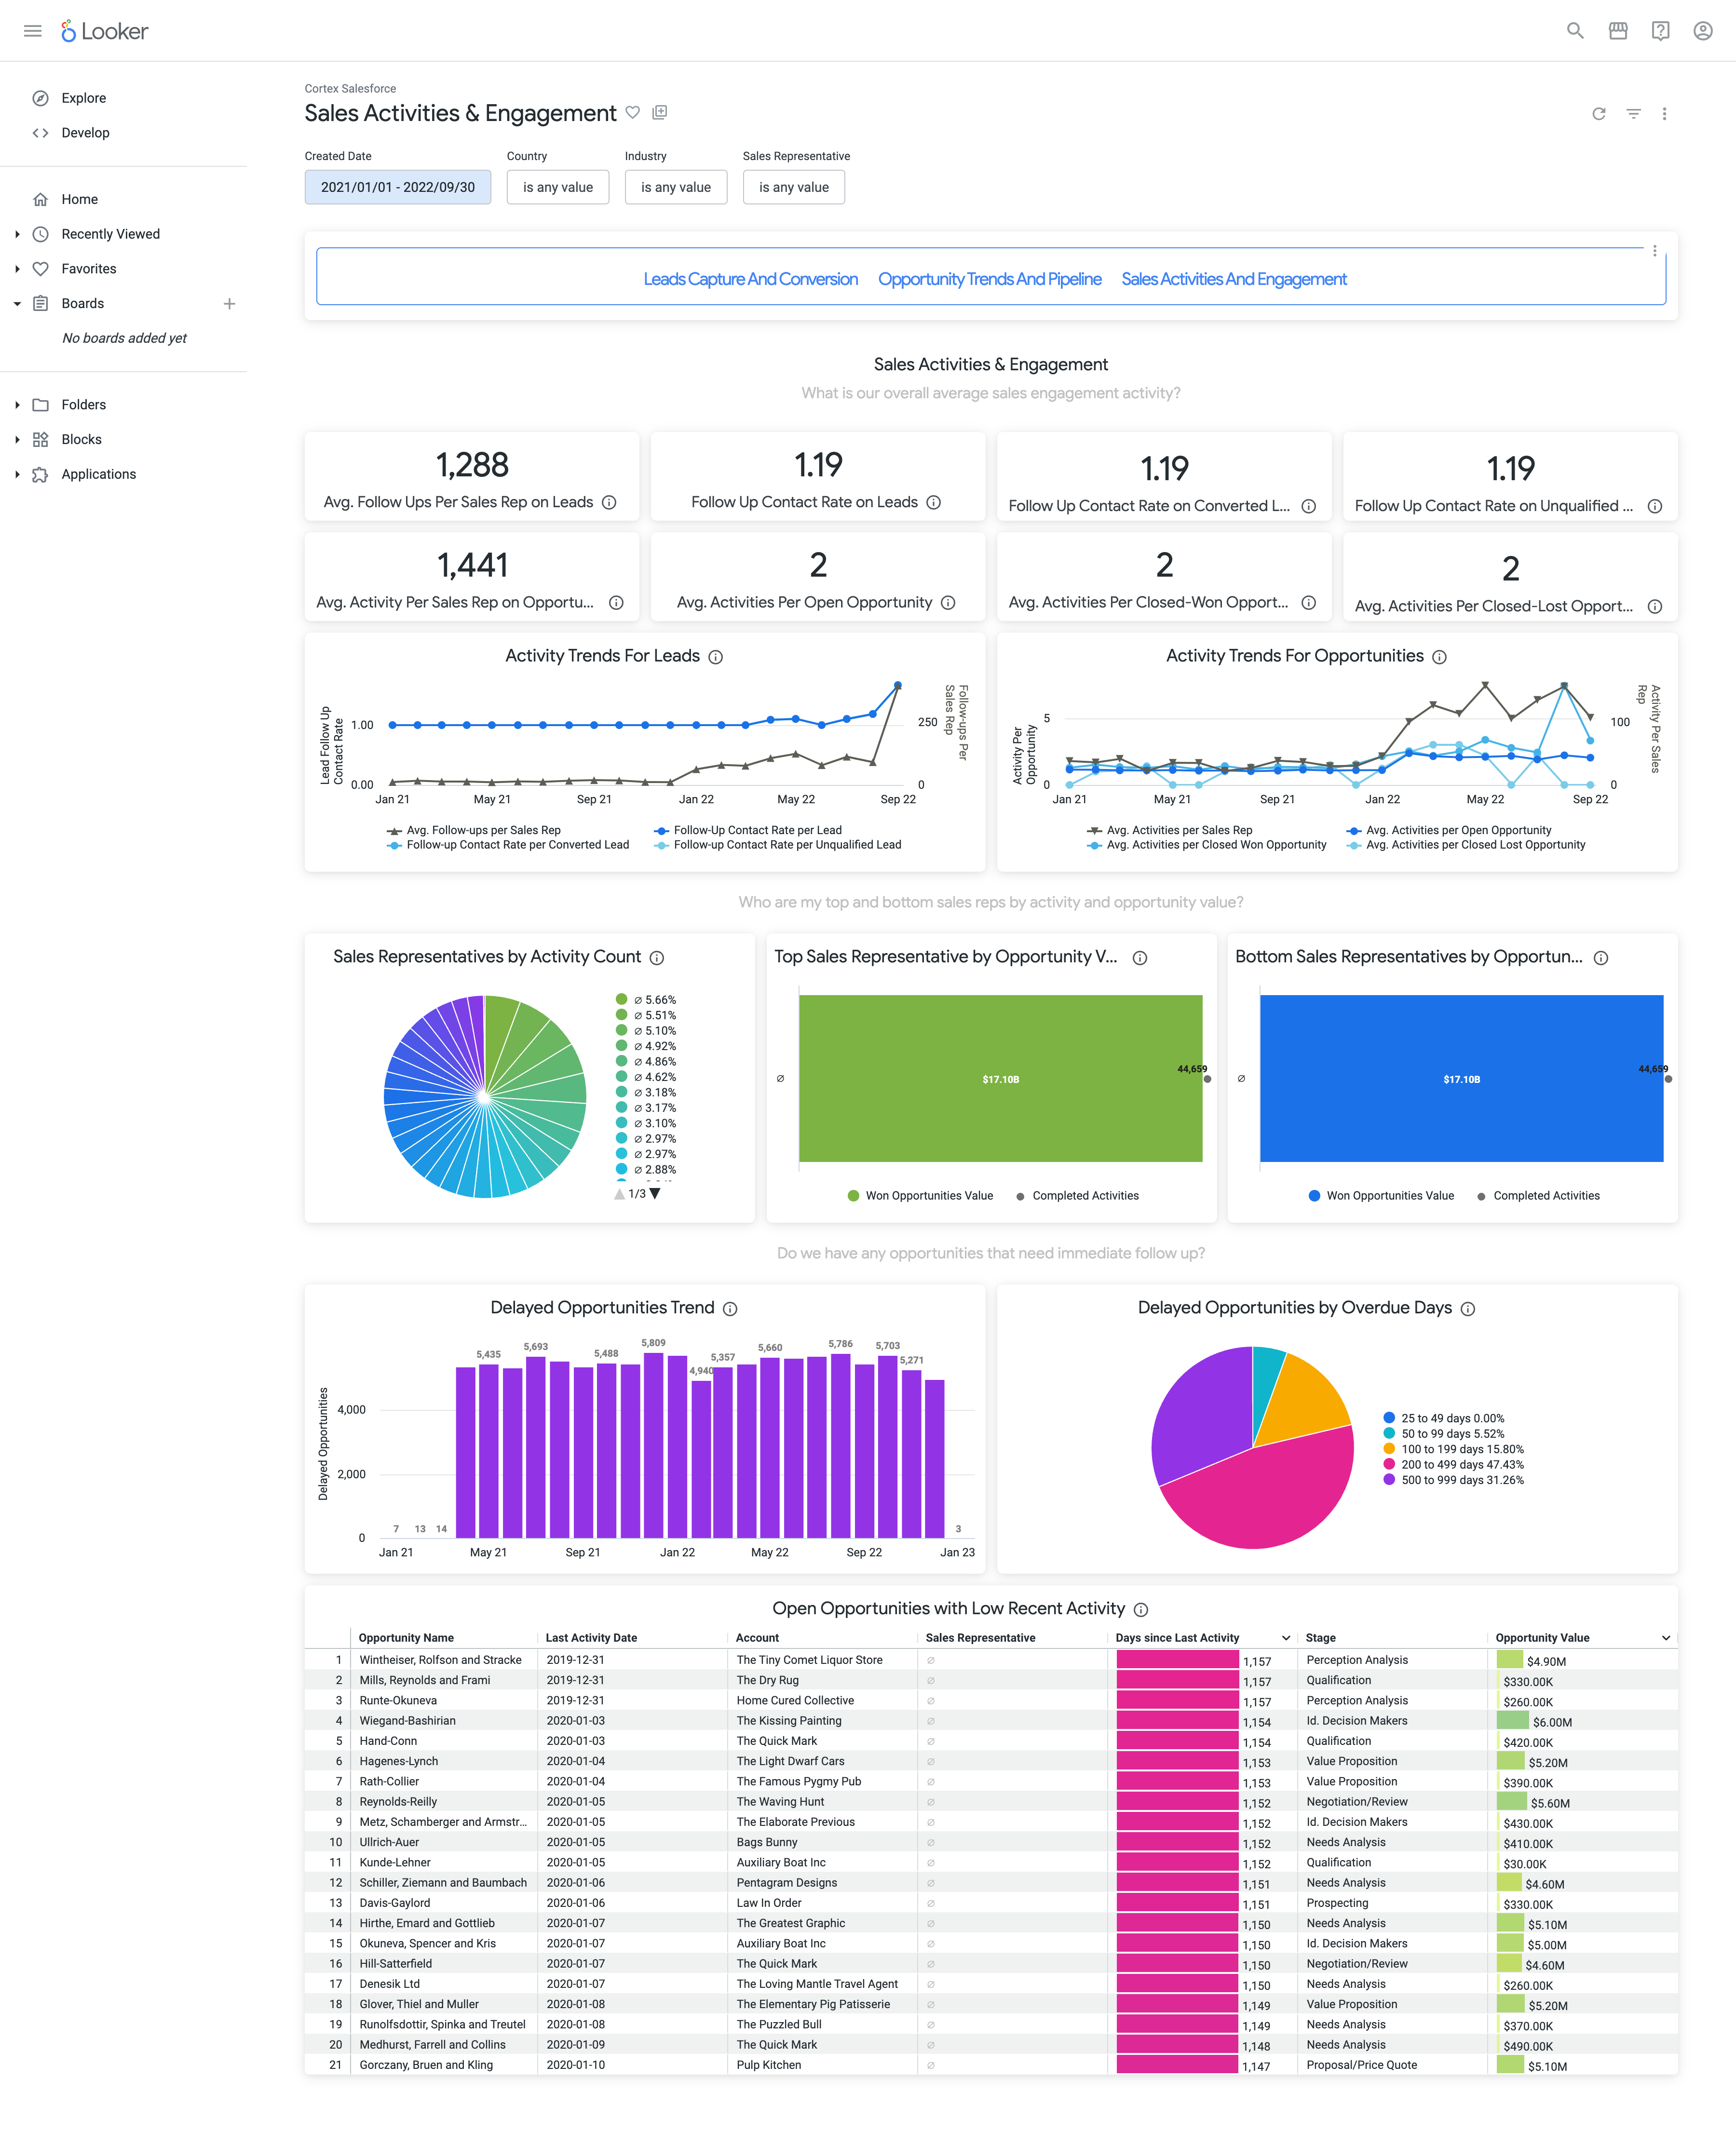 Looker
Explore
Develop
Home
Recently Viewed
Favorites
Boards
No boards added yet
Folders
Blocks
Applications
Cortex Salesforce
Sales Activities & Engagement
Created Date Country Industry Sales Representative
2021/01/01 - 2022/09/30 is any value is any value is any value
Leads Capture And Conversion Opportunity Trends And Pipeline Sales Activities And Engagement
Sales Activities & Engagement
What is our overall average sales engagement activity?
1,288
Avg. Follow Ups Per Sales Rep on Leads
1.19
Follow Up Contact Rate on Leads
1.19
Follow Up Contact Rate on Converted L...
1.19
Follow Up Contact Rate on Unqualified ...
1,441
Avg. Activity Per Sales Rep on Opportu...
2
Avg. Activities Per Open Opportunity
2
Avg. Activities Per Closed-Won Opport...
2
Avg. Activities Per Closed-Lost Opport...
Activity Trends For Leads
Lead Follow Up
Contact Rate
1.00
0.00
250
0
Follow-ups Per
Sales Rep
Jan 21 May 21 Sep 21 Jan 22 May 22 Sep 22
Avg. Follow-ups per Sales Rep Follow-Up Contact Rate per Lead
Follow-up Contact Rate per Converted Lead Follow-up Contact Rate per Unqualified Lead
Activity Trends For Opportunities
Activity Per
Opportunity
5
0
100
0
Activity Per Sales
Rep
Jan 21 May 21 Sep 21 Jan 22 May 22 Sep 22
Avg. Activities per Sales Rep Avg. Activities per Open Opportunity
Avg. Activities per Closed Won Opportunity Avg. Activities per Closed Lost Opportunity
Who are my top and bottom sales reps by activity and opportunity value?
Sales Representatives by Activity Count
∅ 5.66%
∅ 5.51%
∅ 5.10%
∅ 4.92%
∅ 4.86%
∅ 4.62%
∅ 3.18%
∅ 3.17%
∅ 3.10%
∅ 2.97%
∅ 2.97%
∅ 2.88%
1/3
Top Sales Representative by Opportunity V...
∅
$17.10B
44,659
Won Opportunities Value Completed Activities
Bottom Sales Representatives by Opportun...
∅
$17.10B
44,659
Won Opportunities Value Completed Activities
Do we have any opportunities that need immediate follow up?
Delayed Opportunities Trend
Delayed Opportunities
4,000
2,000
0
7 13 14 5,435 5,693 5,488 5,809 4,940 5,357 5,660 5,786 5,703 5,271 3
Jan 21 May 21 Sep 21 Jan 22 May 22 Sep 22 Jan 23
Delayed Opportunities by Overdue Days
25 to 49 days 0.00%
50 to 99 days 5.52%
100 to 199 days 15.80%
200 to 499 days 47.43%
500 to 999 days 31.26%
Open Opportunities with Low Recent Activity
Opportunity Name Last Activity Date Account Sales Representative Days since Last Activity Stage Opportunity Value
1 Wintheiser, Rolfson and Stracke 2019-12-31 The Tiny Comet Liquor Store ∅ 1,157 Perception Analysis $4.90M
2 Mills, Reynolds and Frami 2019-12-31 The Dry Rug ∅ 1,157 Qualification $330.00K
3 Runte-Okuneva 2019-12-31 Home Cured Collective ∅ 1,157 Perception Analysis $260.00K
4 Wiegand-Bashirian 2020-01-03 The Kissing Painting ∅ 1,154 Id. Decision Makers $6.00M
5 Hand-Conn 2020-01-03 The Quick Mark ∅ 1,154 Qualification $420.00K
6 Hagenes-Lynch 2020-01-04 The Light Dwarf Cars ∅ 1,153 Value Proposition $5.20M
7 Rath-Collier 2020-01-04 The Famous Pygmy Pub ∅ 1,153 Value Proposition $390.00K
8 Reynolds-Reilly 2020-01-05 The Waving Hunt ∅ 1,152 Negotiation/Review $5.60M
9 Metz, Schamberger and Armstr... 2020-01-05 The Elaborate Previous ∅ 1,152 Id. Decision Makers $430.00K
10 Ullrich-Auer 2020-01-05 Bags Bunny ∅ 1,152 Needs Analysis $410.00K
11 Kunde-Lehner 2020-01-05 Auxiliary Boat Inc ∅ 1,152 Qualification $30.00K
12 Schiller, Ziemann and Baumbach 2020-01-06 Pentagram Designs ∅ 1,151 Needs Analysis $4.60M
13 Davis-Gaylord 2020-01-06 Law In Order ∅ 1,151 Prospecting $330.00K
14 Hirthe, Emard and Gottlieb 2020-01-07 The Greatest Graphic ∅ 1,150 Needs Analysis $5.10M
15 Okuneva, Spencer and Kris 2020-01-07 Auxiliary Boat Inc ∅ 1,150 Id. Decision Makers $5.00M
16 Hill-Satterfield 2020-01-07 The Quick Mark ∅ 1,150 Negotiation/Review $4.60M
17 Denesik Ltd 2020-01-07 The Loving Mantle Travel Agent ∅ 1,150 Needs Analysis $260.00K
18 Glover, Thiel and Muller 2020-01-08 The Elementary Pig Patisserie ∅ 1,149 Value Proposition $5.20M
19 Runolfsdottir, Spinka and Treutel 2020-01-08 The Puzzled Bull ∅ 1,149 Needs Analysis $370.00K
20 Medhurst, Farrell and Collins 2020-01-09 The Quick Mark ∅ 1,148 Needs Analysis $490.00K
21 Gorczany, Bruen and Kling 2020-01-10 Pulp Kitchen ∅ 1,147 Proposal/Price Quote $5.10M